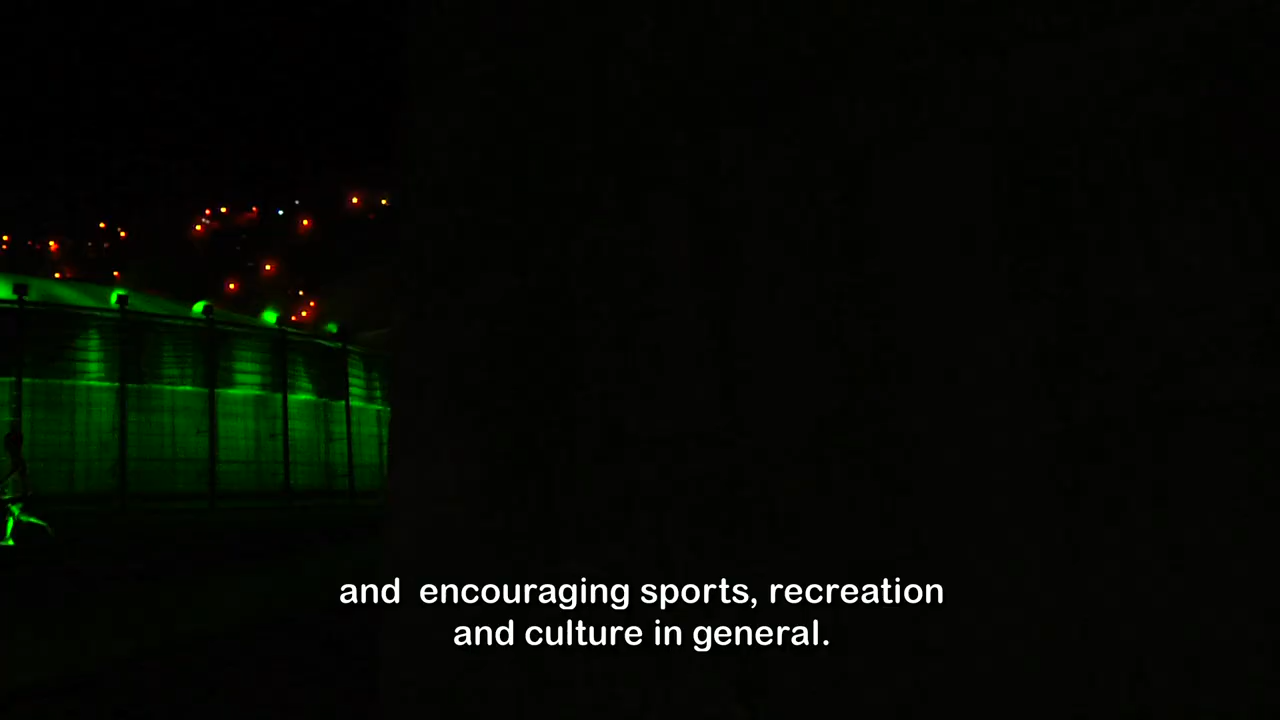 and  encouraging sports, recreation
and culture in general.